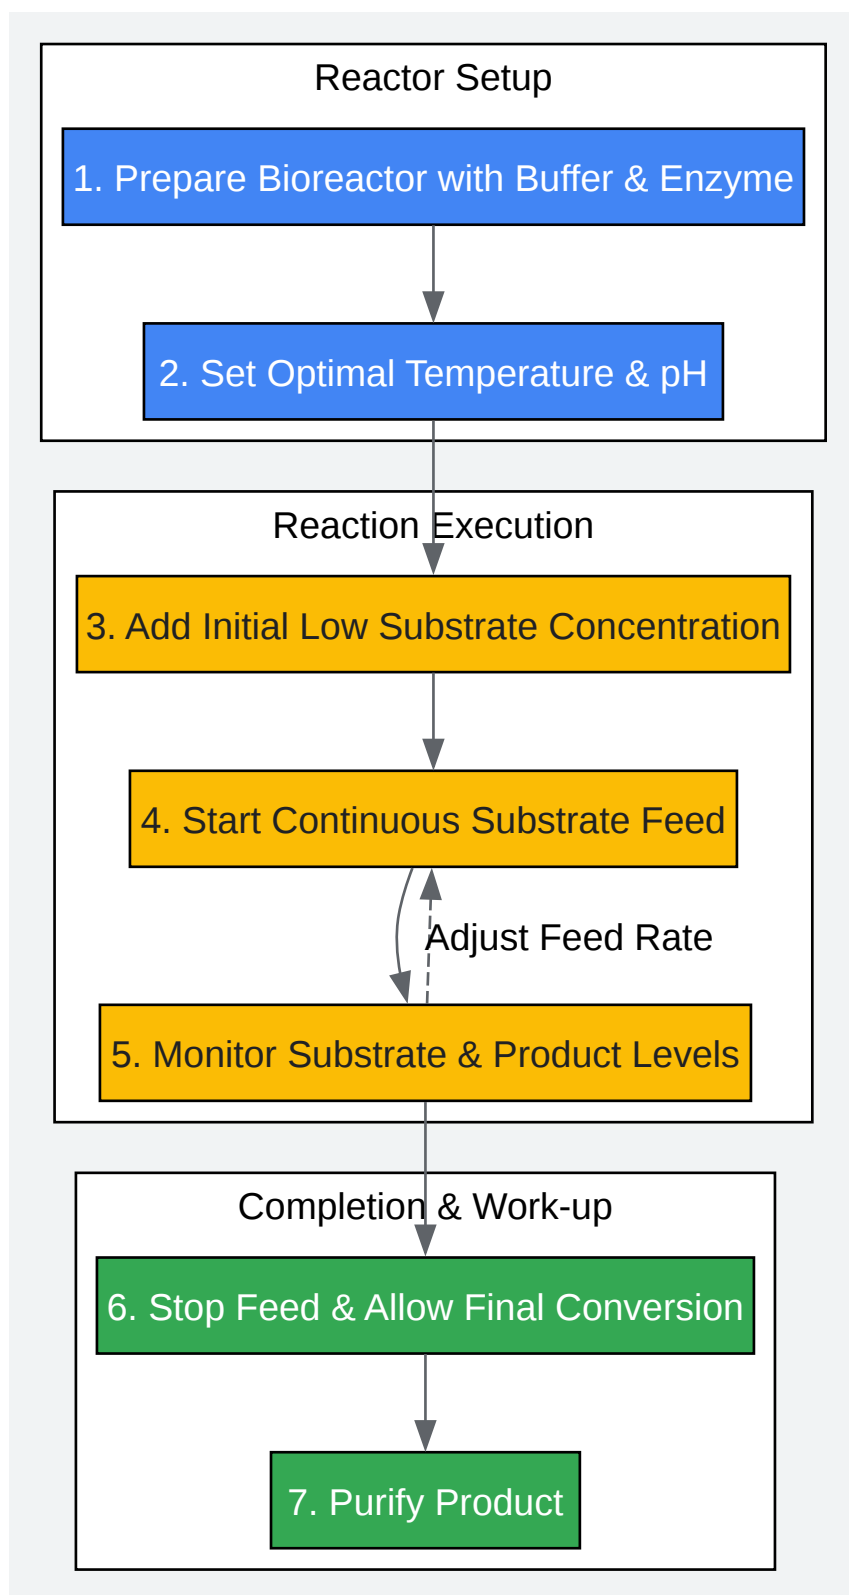 Reactor Setup
1. Prepare Bioreactor with Buffer & Enzyme
2. Set Optimal Temperature & pH
Reaction Execution
3. Add Initial Low Substrate Concentration
4. Start Continuous Substrate Feed
Adjust Feed Rate
5. Monitor Substrate & Product Levels
Completion & Work-up
6. Stop Feed & Allow Final Conversion
7. Purify Product